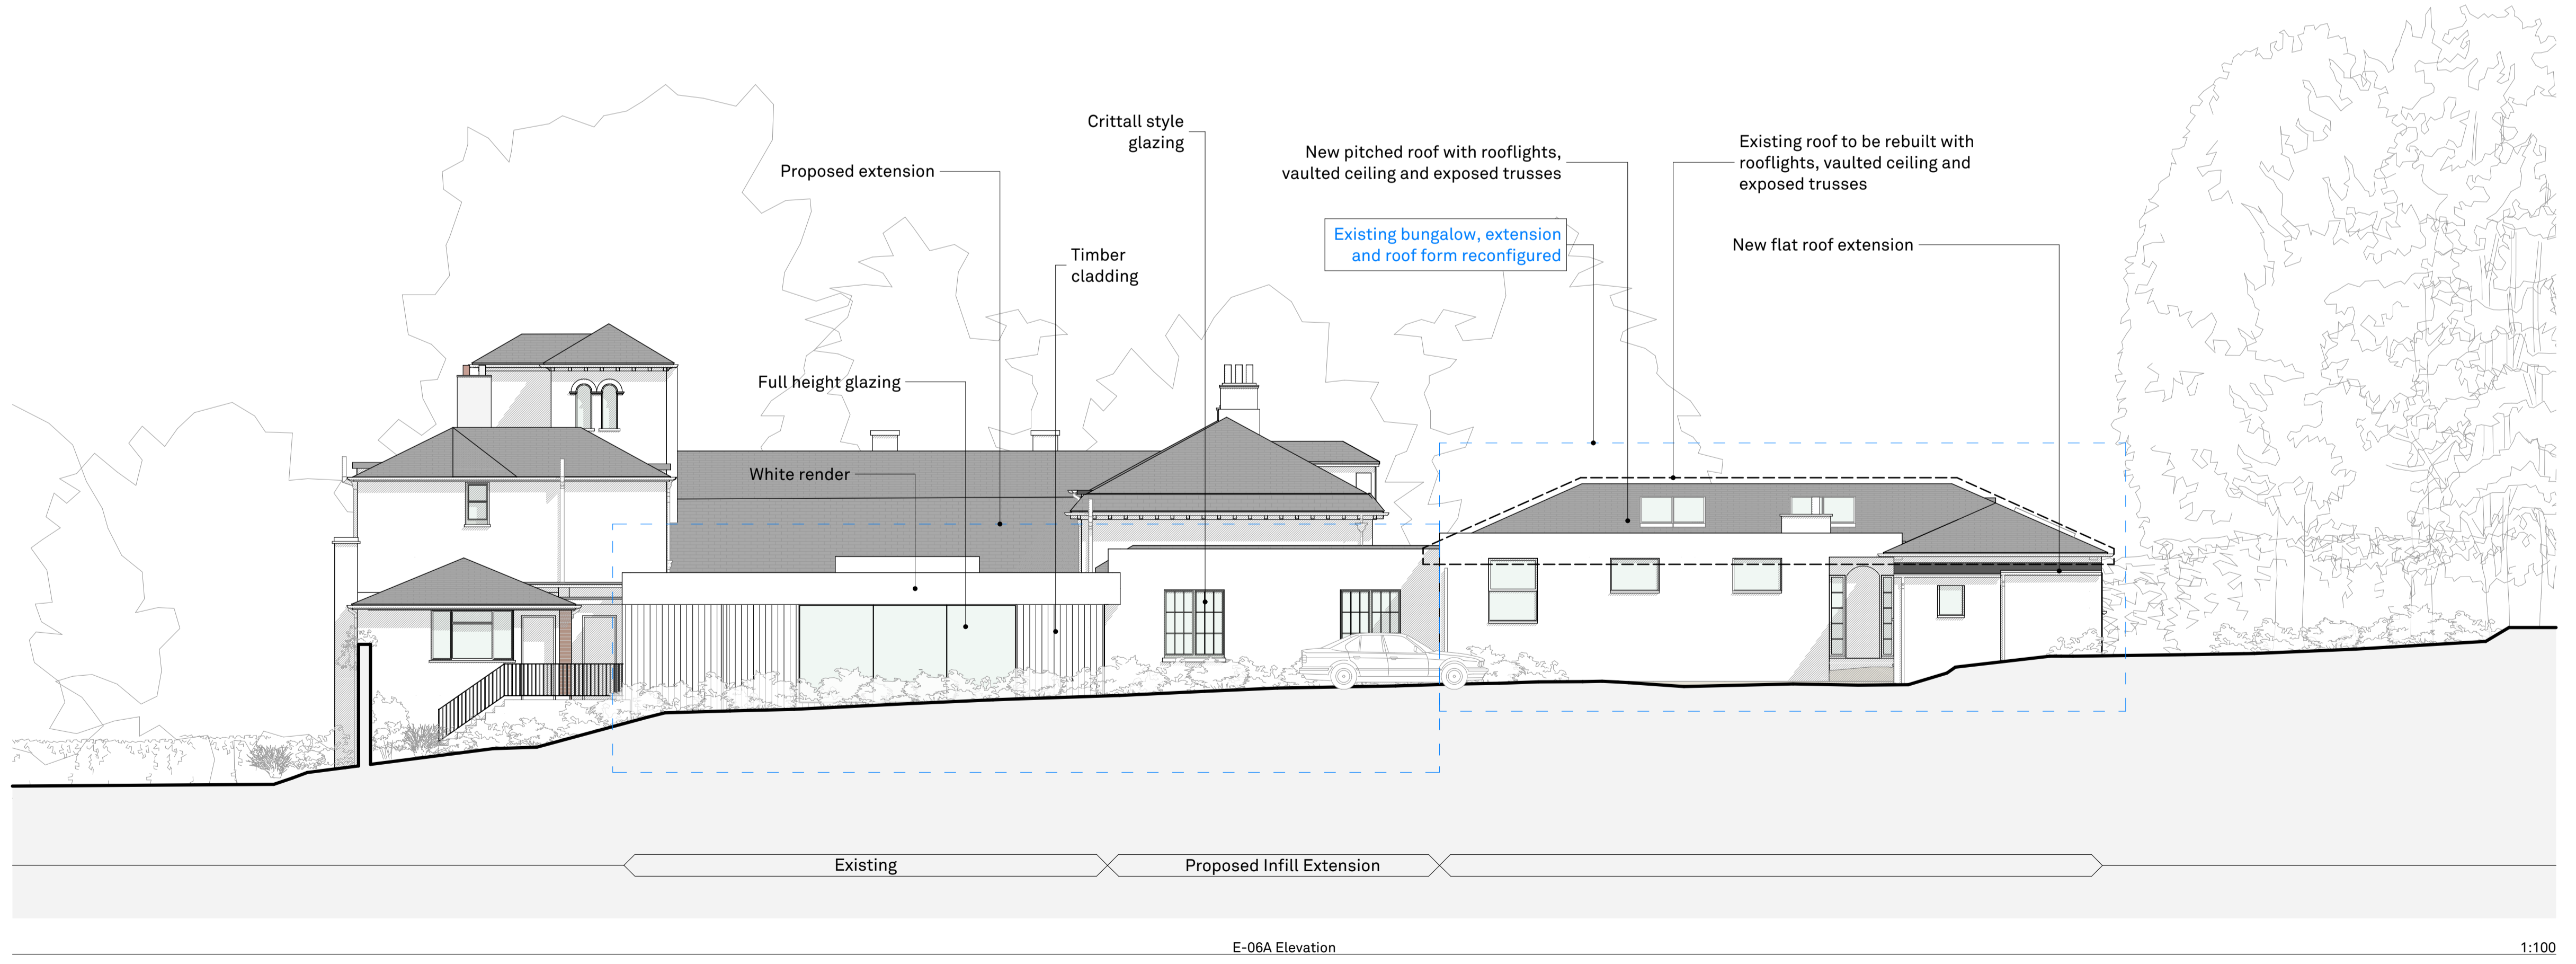 Crittall style
glazing
Proposed extension
New pitched roof with rooflights,
vaulted ceiling and exposed trusses
Existing roof to be rebuilt with
rooflights, vaulted ceiling and
exposed trusses
Existing bungalow, extension
and roof form reconfigured
New flat roof extension
Timber
cladding
Full height glazing
White render
Existing
Proposed Infill Extension
E-06A Elevation
1:100